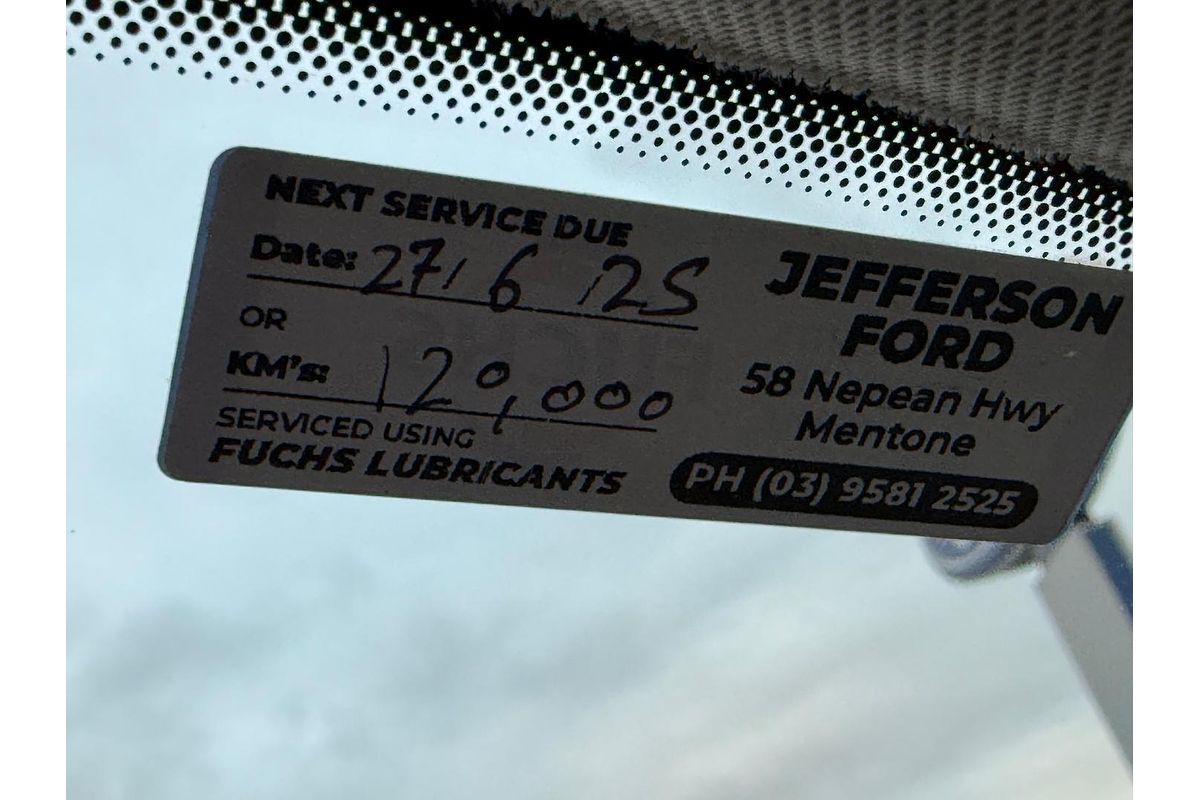 NEXT SERVICE DUE
Date: 27/6/25
OR
KM's: 120,000
SERVICED USING
FUCHS LUBRICANTS
JEFFERSON
FORD
58 Nepean Hwy
Mentone
PH (03) 9581 2525